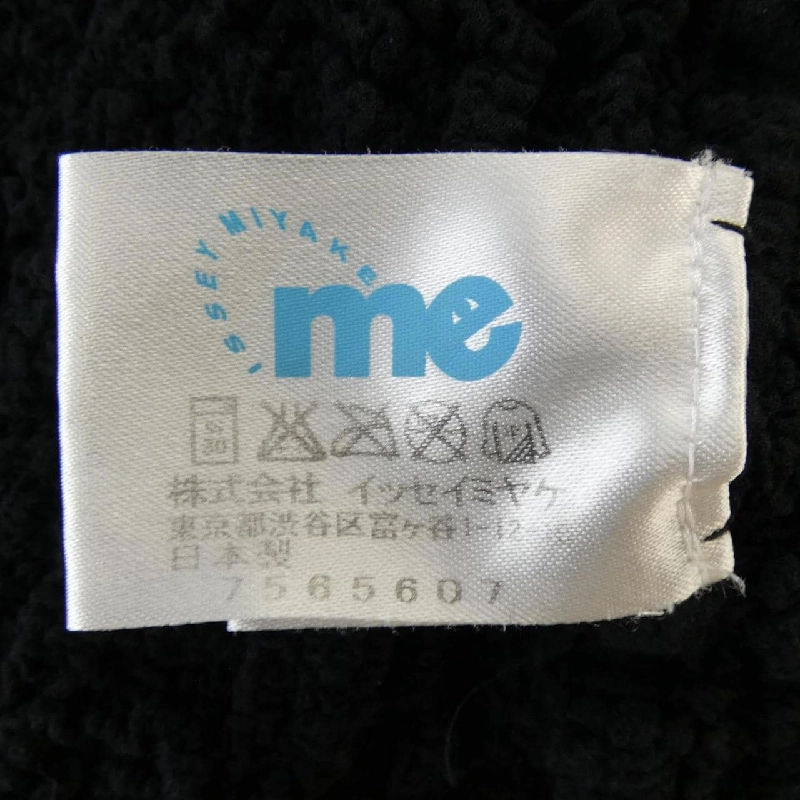 ISSEY MIYAKE
me
株式会社 イッセイミヤケ
東京都渋谷区富ヶ谷1-12
日本製
7565607